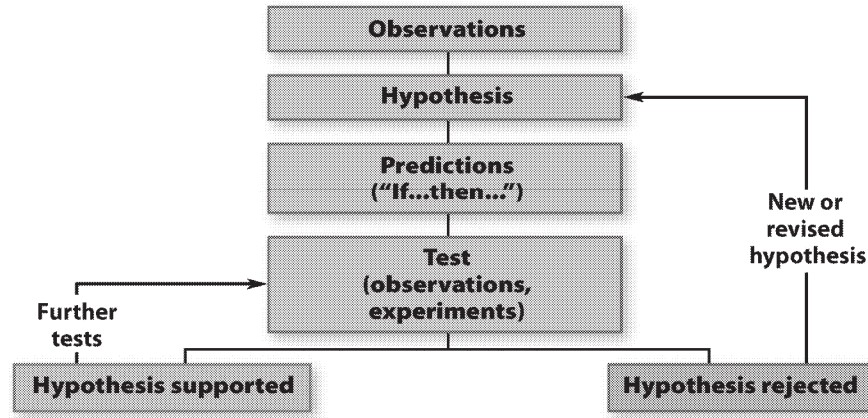 Observations
Hypothesis
Predictions
(“If...then...”)
New or
revised
hypothesis
Test
(observations,
experiments)
Further
tests
Hypothesis supported
Hypothesis rejected